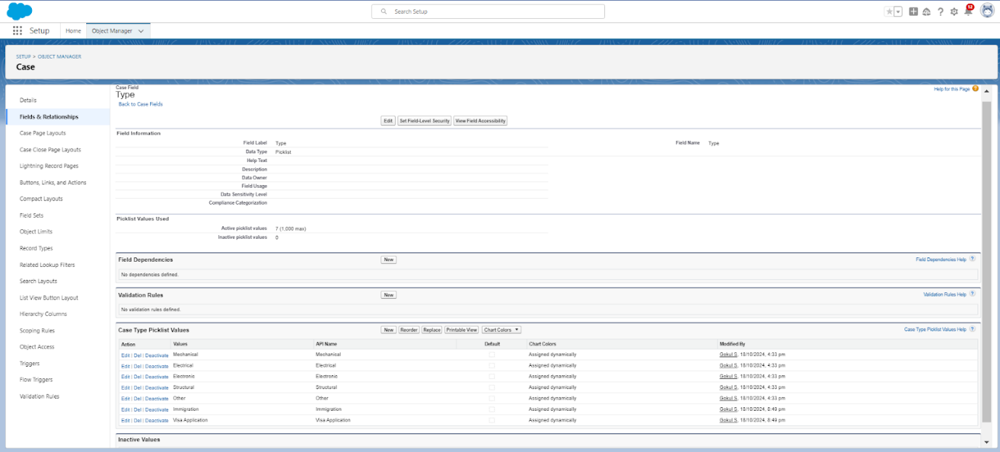 Search Setup
12
Setup
Home
Object Manager
SETUP > OBJECT MANAGER
Case
Details
Fields & Relationships
Case Page Layouts
Case Close Page Layouts
Lightning Record Pages
Buttons, Links, and Actions
Compact Layouts
Field Sets
Object Limits
Record Types
Related Lookup Filters
Search Layouts
List View Button Layout
Hierarchy Columns
Scoping Rules
Object Access
Triggers
Flow Triggers
Validation Rules
Case Field
Type
Help for this Page
Back to Case Fields
Edit Set Field-Level Security View Field Accessibility
Field Information
Field Label Type Field Name Type
Data Type Picklist
Help Text
Description
Data Owner
Field Usage
Data Sensitivity Level
Compliance Categorization
Picklist Values Used
Active picklist values 7 (1,000 max)
Inactive picklist values 0
Field Dependencies New Field Dependencies Help ?
No dependencies defined.
Validation Rules New Validation Rules Help ?
No validation rules defined.
Case Type Picklist Values New Reorder Replace Printable View Chart Colors Case Type Picklist Values Help ?
Action Values API Name Default Chart Colors Modified By
Edit | Del | Deactivate Mechanical Mechanical Assigned dynamically Gokul S, 18/10/2024, 4:33 pm
Edit | Del | Deactivate Electrical Electrical Assigned dynamically Gokul S, 18/10/2024, 4:33 pm
Edit | Del | Deactivate Electronic Electronic Assigned dynamically Gokul S, 18/10/2024, 4:33 pm
Edit | Del | Deactivate Structural Structural Assigned dynamically Gokul S, 18/10/2024, 4:33 pm
Edit | Del | Deactivate Other Other Assigned dynamically Gokul S, 18/10/2024, 4:33 pm
Edit | Del | Deactivate Immigration Immigration Assigned dynamically Gokul S, 18/10/2024, 8:49 pm
Edit | Del | Deactivate Visa Application Visa Application Assigned dynamically Gokul S, 18/10/2024, 8:49 pm
Inactive Values